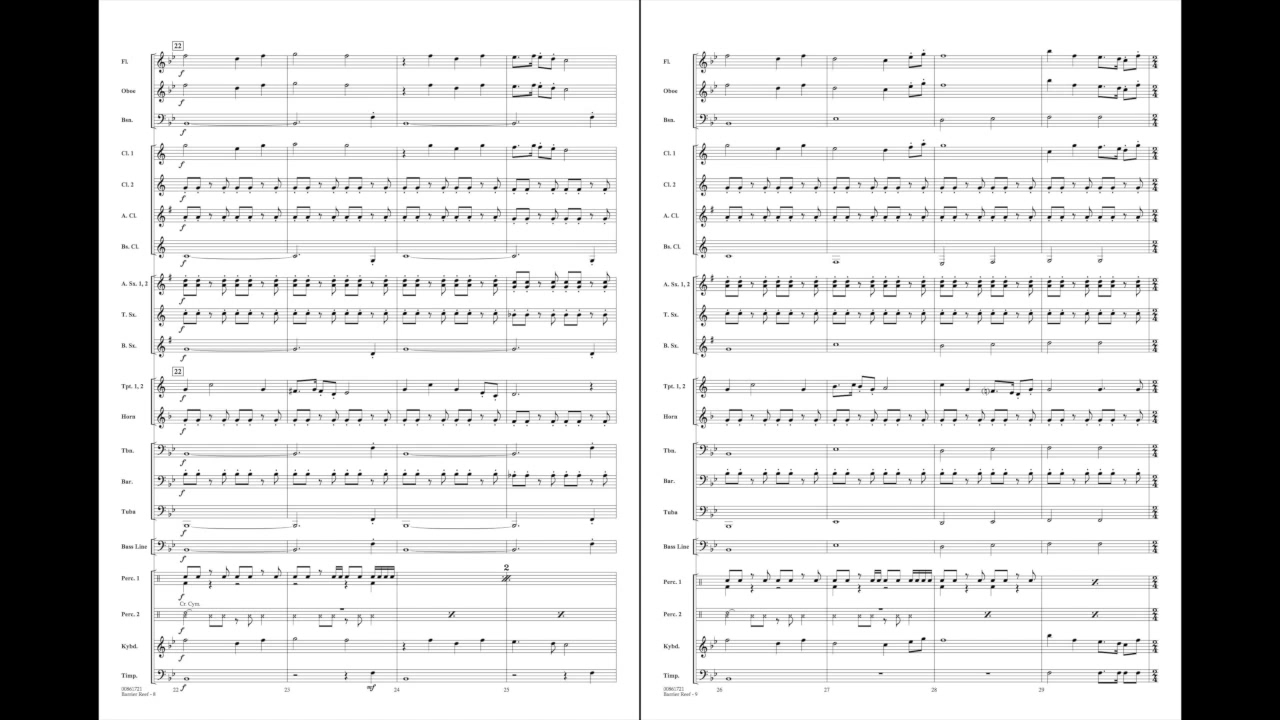 22
Fl.
f
Oboe
f
Bsn.
f
Cl. 1
f
Cl. 2
f
A. Cl.
f
Bs. Cl.
f
A. Sx. 1, 2
f
T. Sx.
f
B. Sx.
f
22
Tpt. 1, 2
f
Horn
f
Tbn.
f
Bar.
f
Tuba
f
Bass Line
f
2
Perc. 1
f
Cr. Cym.
Perc. 2
f
Kybd.
f
Timp.
f
mf
22 23 24 25
Barrier Reef - 8
Fl.
Oboe
Bsn.
Cl. 1
Cl. 2
A. Cl.
Bs. Cl.
A. Sx. 1, 2
T. Sx.
B. Sx.
Tpt. 1, 2
Horn
Tbn.
Bar.
Tuba
Bass Line
Perc. 1
Perc. 2
Kybd.
Timp.
26 27 28 29
Barrier Reef - 9